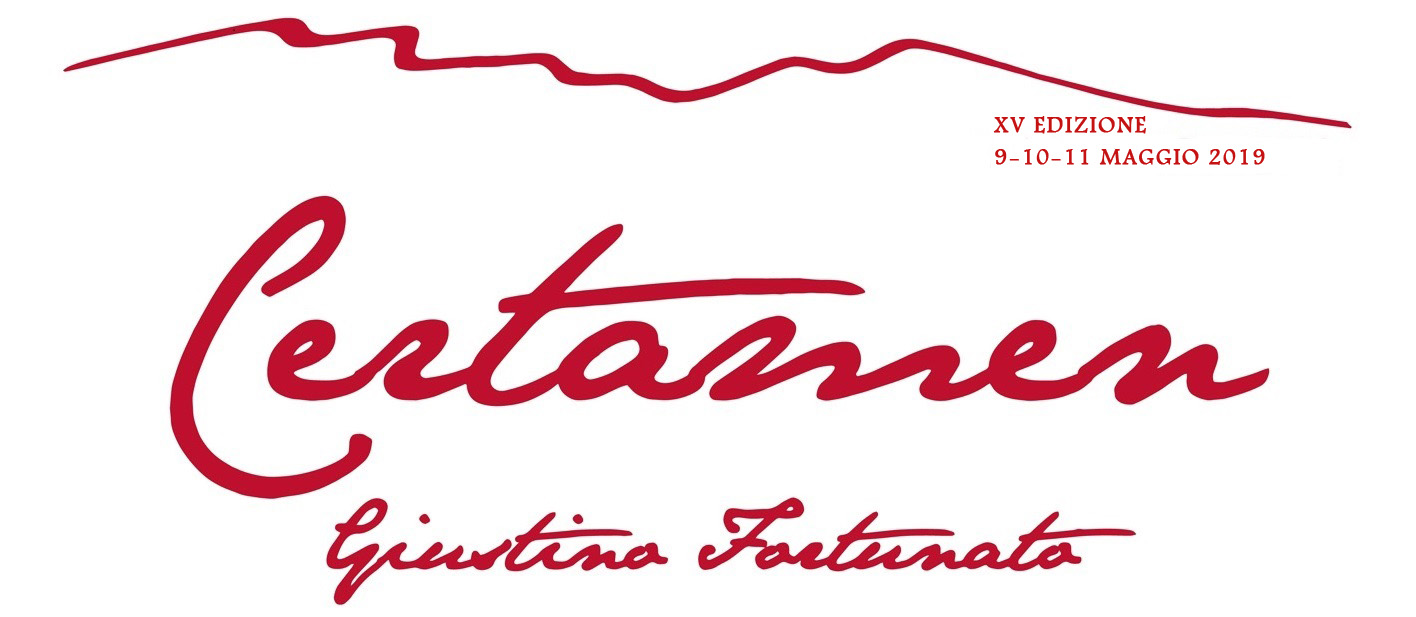 XV EDIZIONE
9-10-11 MAGGIO 2019
Certamen
Giustino Fortunato